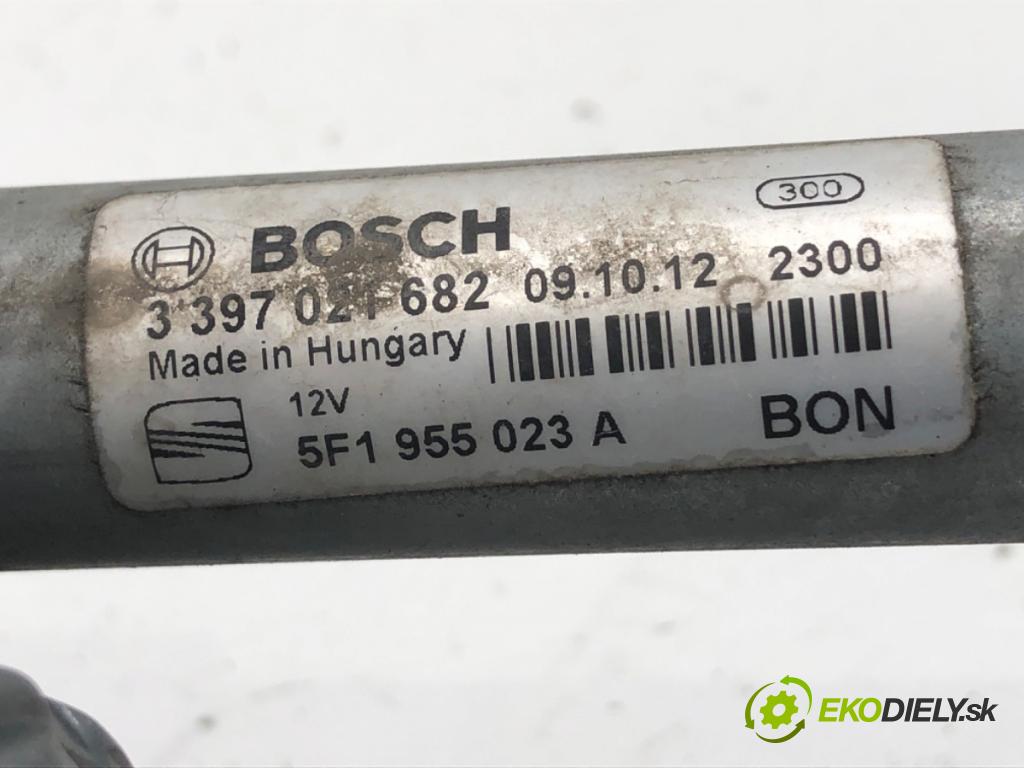 300
BOSCH
3 397 021 682 09.10.12 2300
Made in Hungary
12V
5F1 955 023 A BON
EKODIELY.sk